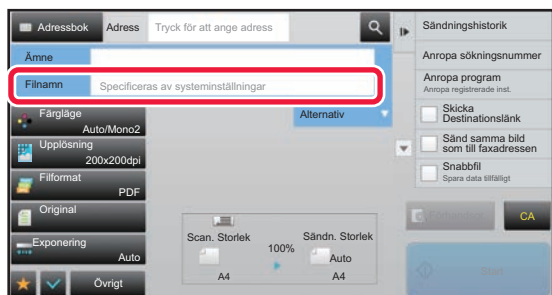 Adressbok
Adress
Tryck för att ange adress
Ämne
Filnamn
Specificeras av systeminställningar
Färgläge
Auto/Mono2
Alternativ
Upplösning
200x200dpi
Filformat
PDF
Original
Exponering
Auto
Övrigt
Scan. Storlek
A4
100%
Sändn. Storlek
Auto
A4
Sändningshistorik
Anropa sökningsnummer
Anropa program
Anropa registrerade inst.
Skicka
Destinationslänk
Sänd samma bild
som till faxadressen
Snabbfil
Spara data tillfälligt
CA
Start